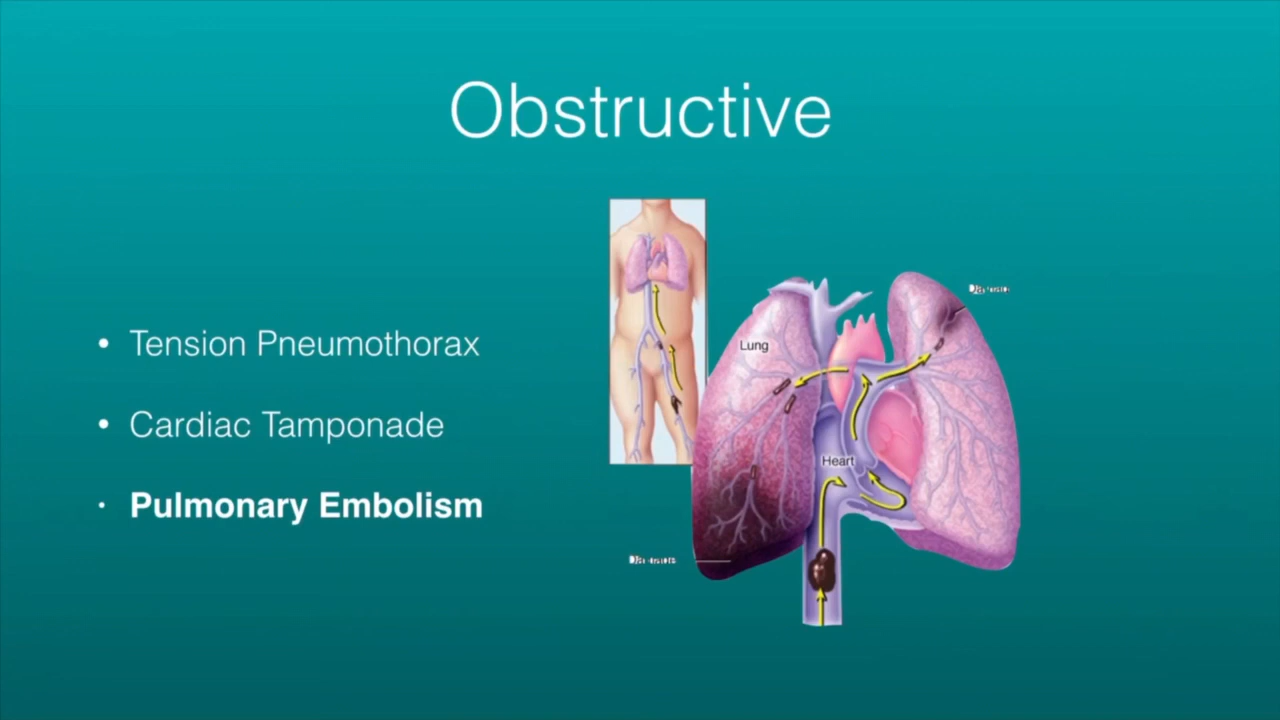 Obstructive
• Tension Pneumothorax
• Cardiac Tamponade
• Pulmonary Embolism
Lung
Heart